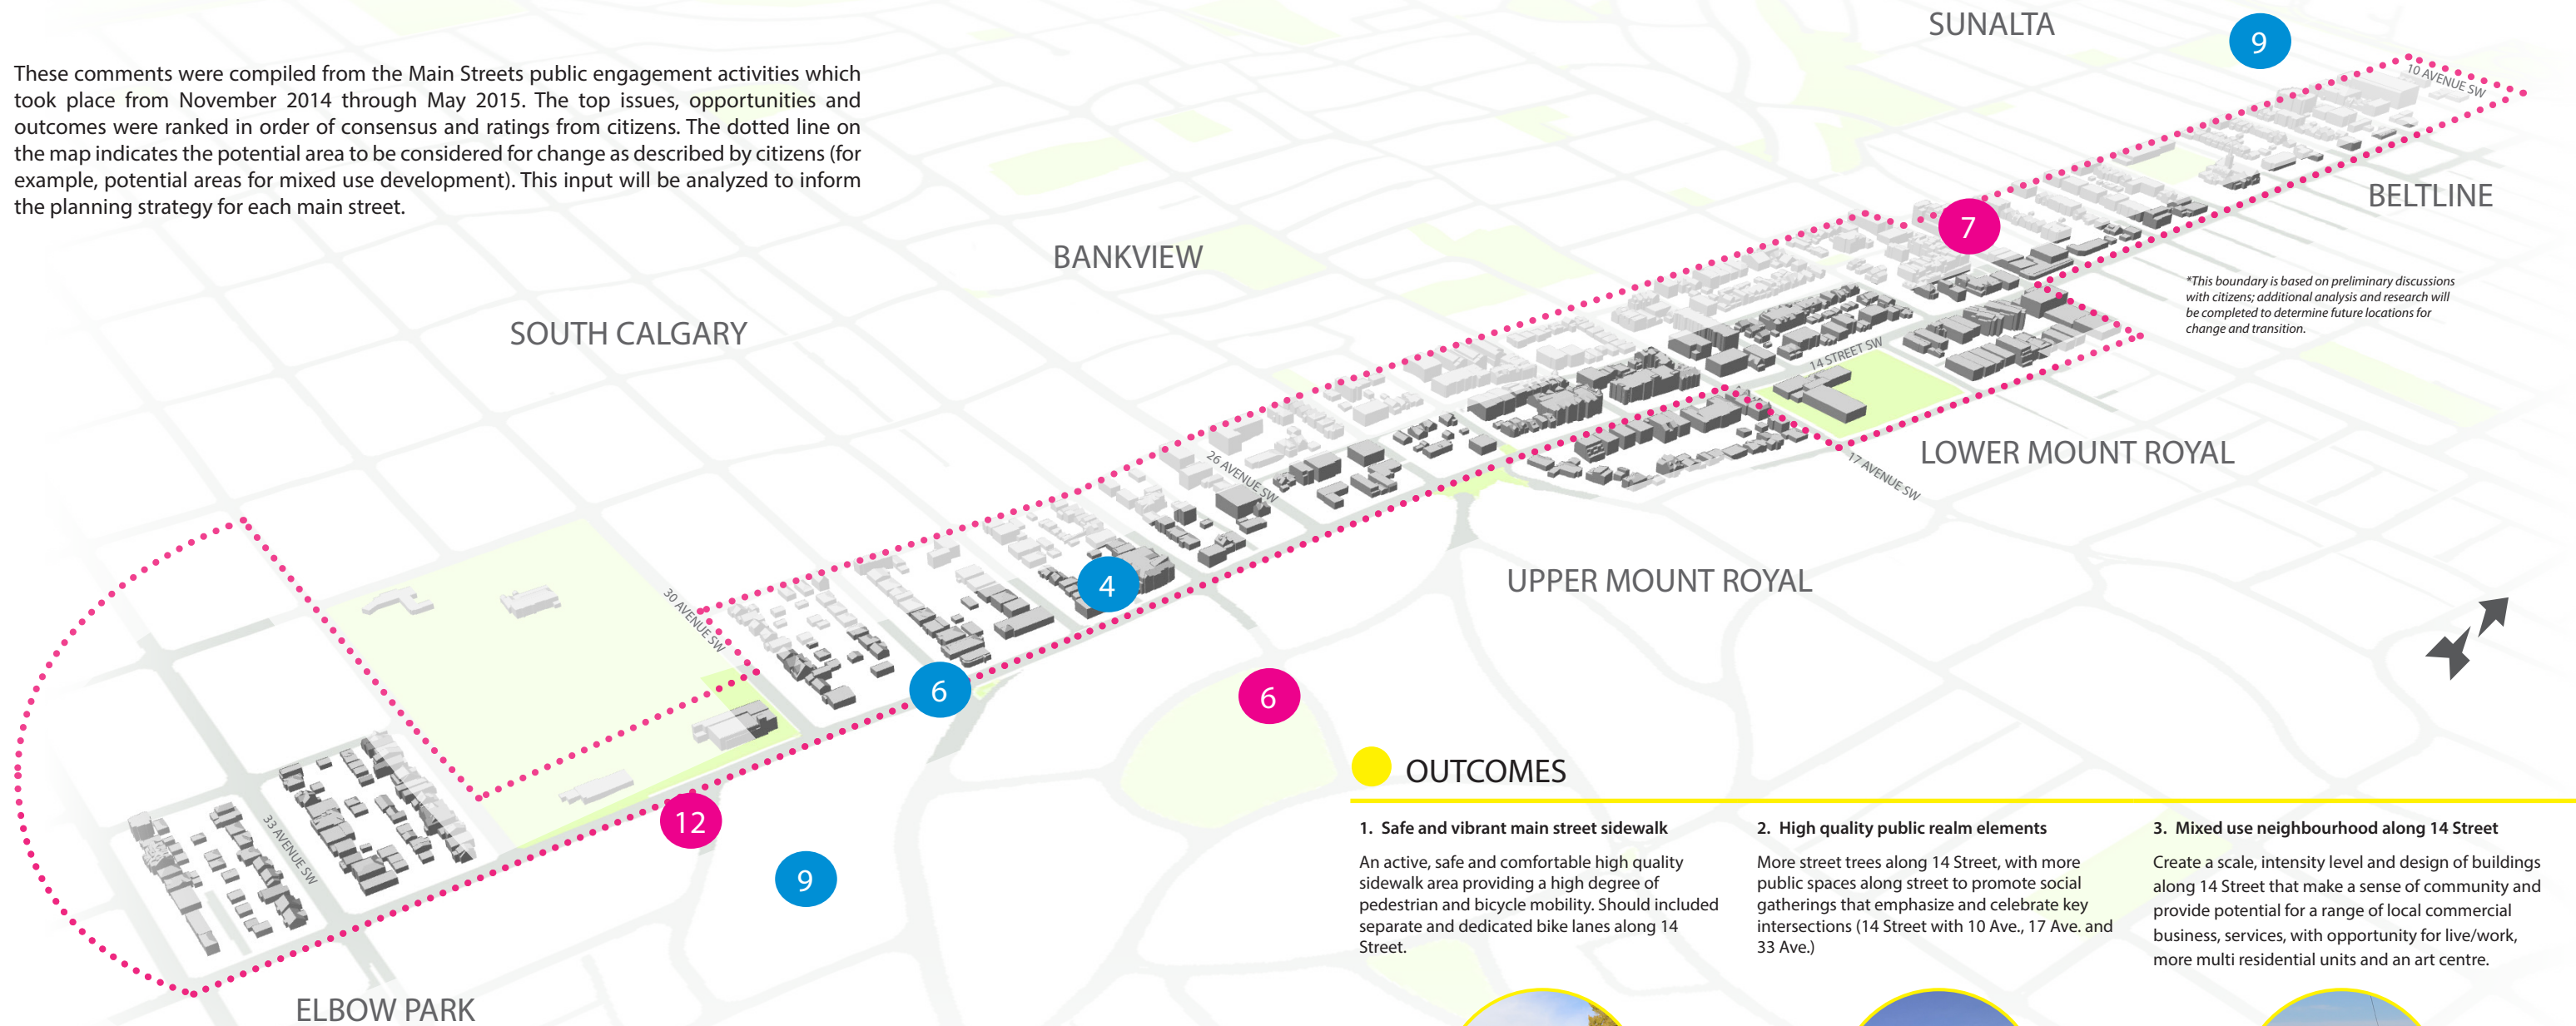 SUNALTA
9
10 AVENUE SW
These comments were compiled from the Main Streets public engagement activities which
took place from November 2014 through May 2015. The top issues, opportunities and
outcomes were ranked in order of consensus and ratings from citizens. The dotted line on
the map indicates the potential area to be considered for change as described by citizens (for
example, potential areas for mixed use development). This input will be analyzed to inform
the planning strategy for each main street.
BELTLINE
7
BANKVIEW
*This boundary is based on preliminary discussions
with citizens; additional analysis and research will
be completed to determine future locations for
change and transition.
SOUTH CALGARY
14 STREET SW
LOWER MOUNT ROYAL
17 AVENUE SW
26 AVENUE SW
UPPER MOUNT ROYAL
4
30 AVENUE SW
6
6
12
33 AVENUE SW
9
ELBOW PARK
OUTCOMES
1. Safe and vibrant main street sidewalk
An active, safe and comfortable high quality
sidewalk area providing a high degree of
pedestrian and bicycle mobility. Should included
separate and dedicated bike lanes along 14
Street.
2. High quality public realm elements
More street trees along 14 Street, with more
public spaces along street to promote social
gatherings that emphasize and celebrate key
intersections (14 Street with 10 Ave., 17 Ave. and
33 Ave.)
3. Mixed use neighbourhood along 14 Street
Create a scale, intensity level and design of buildings
along 14 Street that make a sense of community and
provide potential for a range of local commercial
business, services, with opportunity for live/work,
more multi residential units and an art centre.